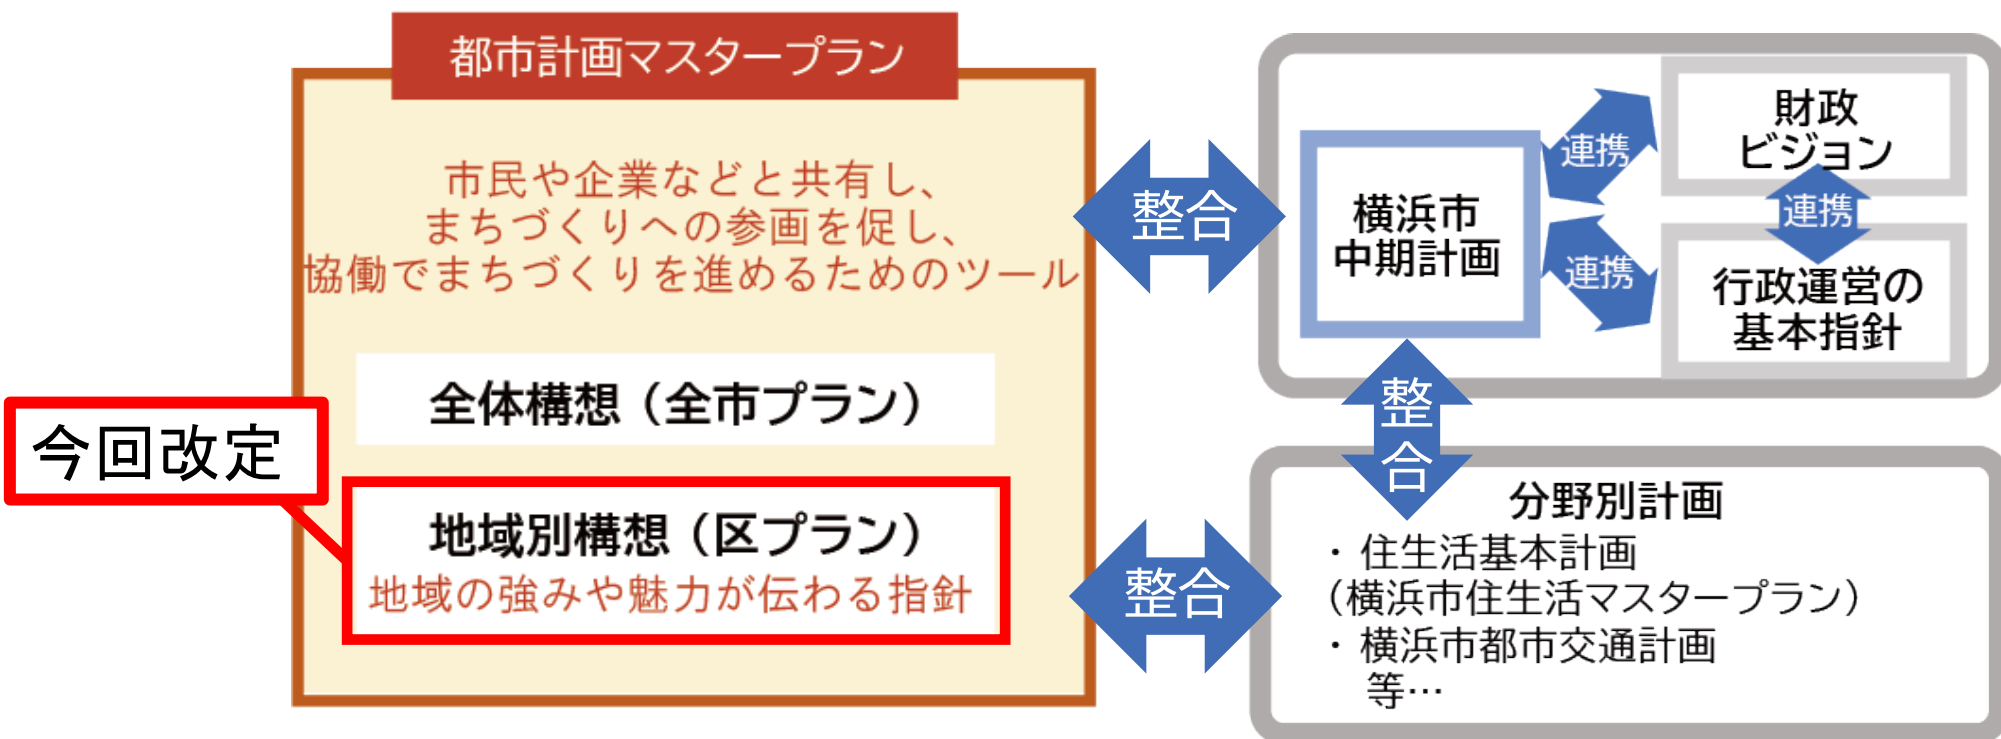 都市計画マスタープラン
市民や企業などと共有し、
まちづくりへの参画を促し、
協働でまちづくりを進めるためのツール
全体構想（全市プラン）
今回改定
地域別構想（区プラン）
地域の強みや魅力が伝わる指針
整合
整合
横浜市
中期計画
連携
連携
財政
ビジョン
連携
行政運営の
基本指針
整
合
分野別計画
・住生活基本計画
（横浜市住生活マスタープラン）
・横浜市都市交通計画
等…